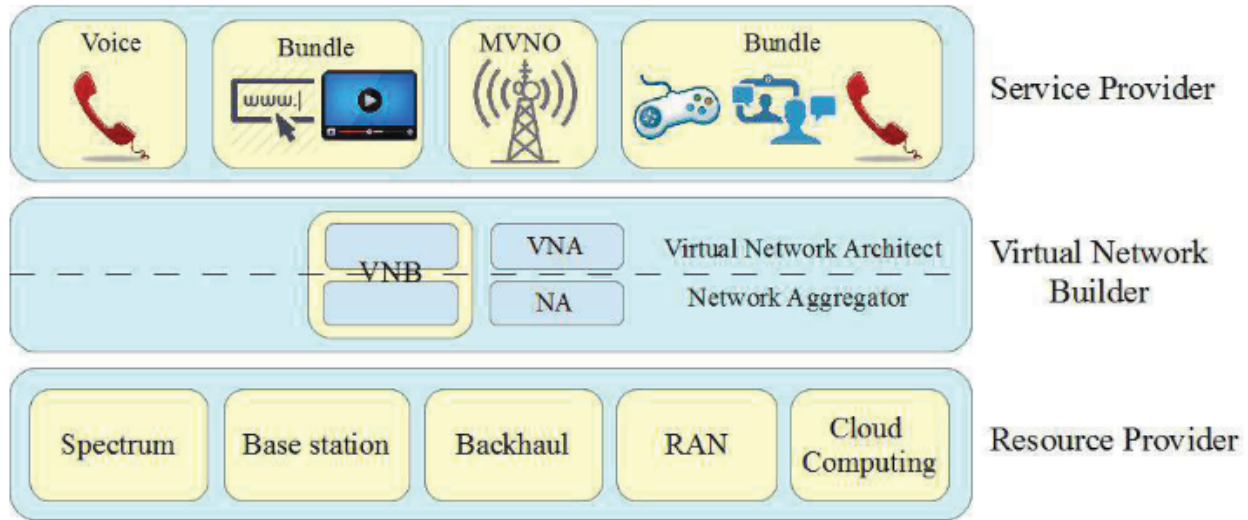 Voice
Bundle
MVNO
Bundle
www.|
Service Provider
VNB
VNA
Virtual Network Architect
NA
Network Aggregator
Virtual Network
Builder
Spectrum
Base station
Backhaul
RAN
Cloud
Computing
Resource Provider